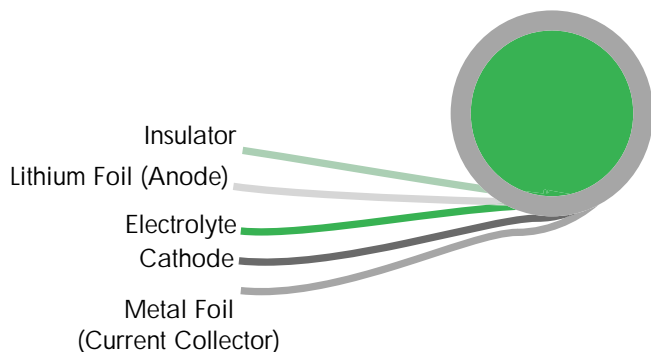 Insulator
Lithium Foil (Anode)
Electrolyte
Cathode
Metal Foil
(Current Collector)